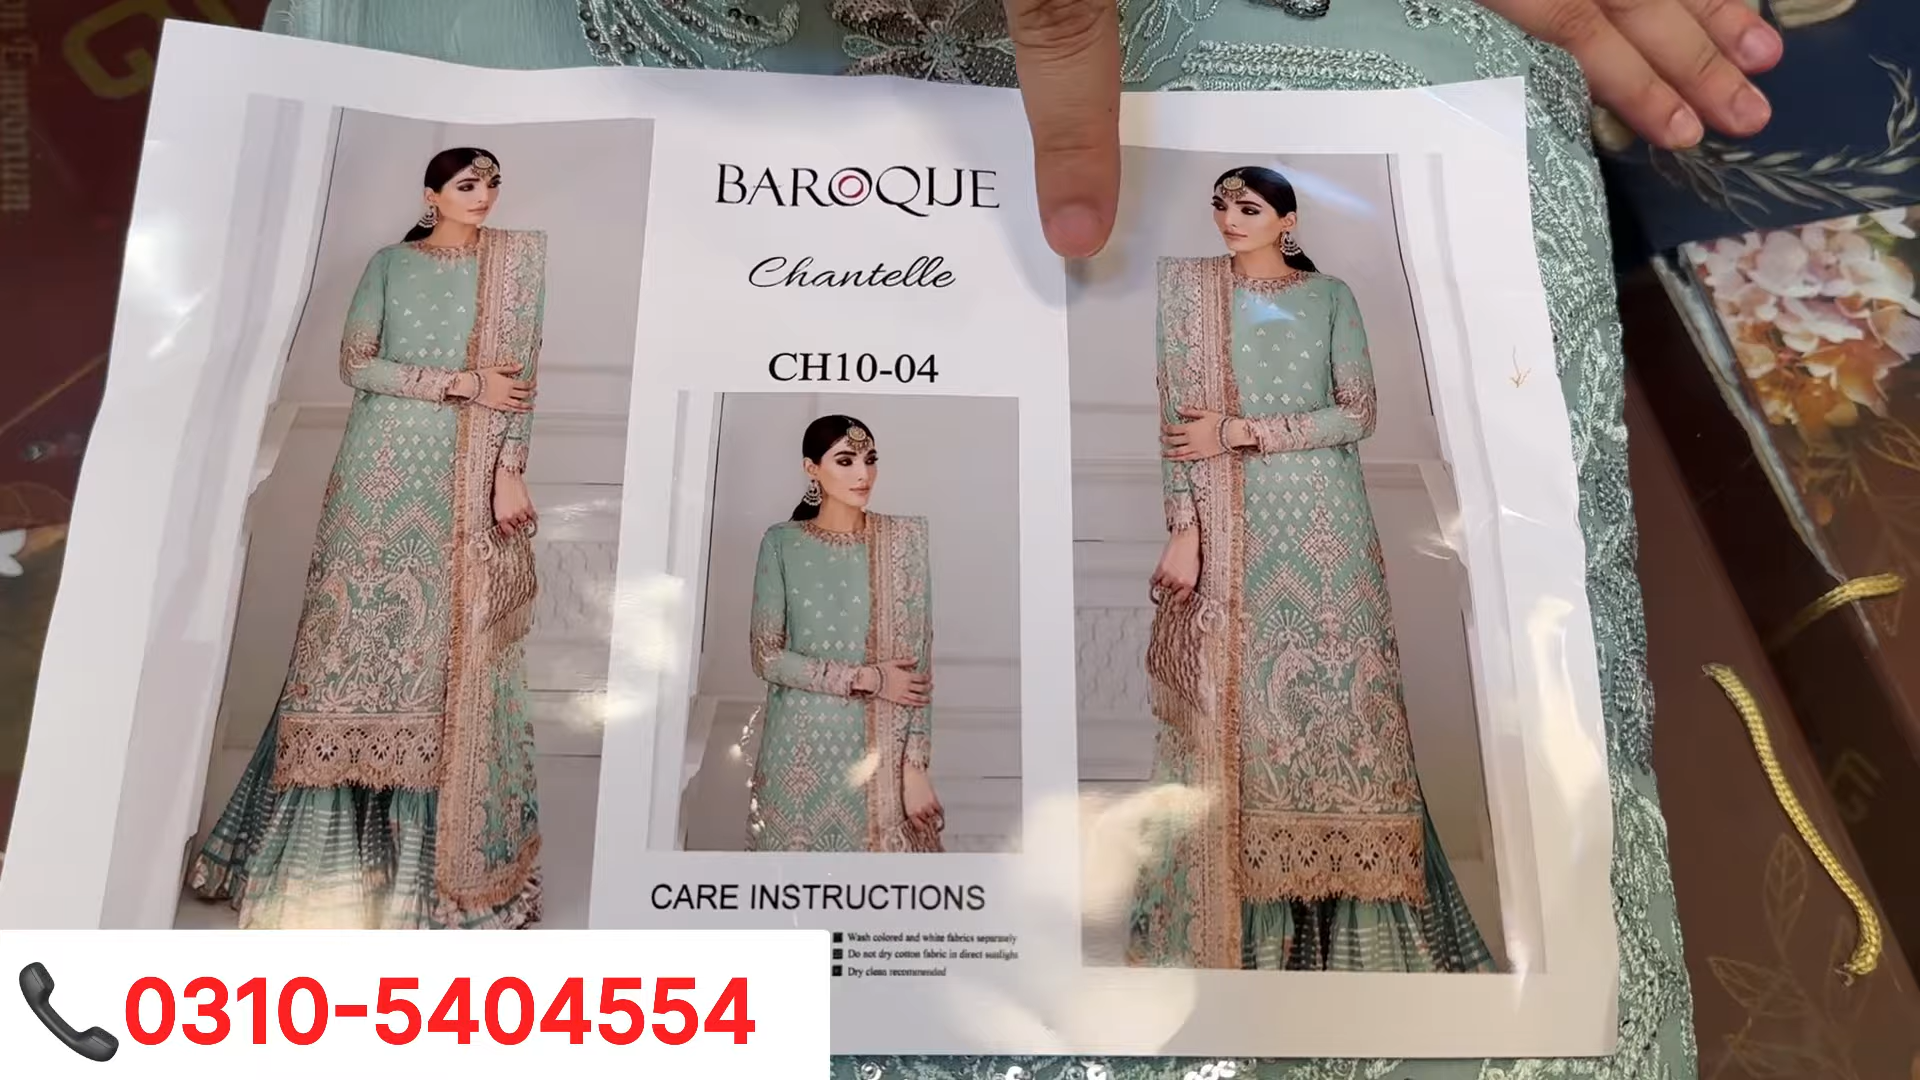 BAROQUE
Chantelle
CH10-04
CARE INSTRUCTIONS
Wash colored and white fabrics separately
Do not dry cotton fabric in direct sunlight
Dry clean recommended
0310-5404554